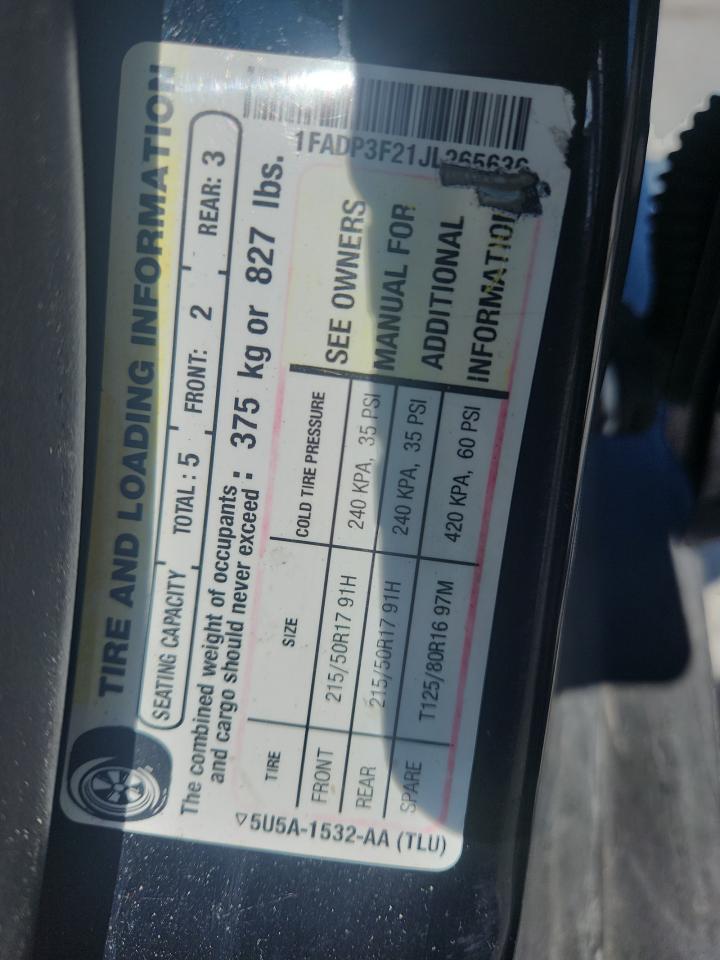 TIRE AND LOADING INFORMATION
SEATING CAPACITY TOTAL : 5 FRONT: 2 REAR: 3
The combined weight of occupants
and cargo should never exceed : 375 kg or 827 lbs.
TIRE SIZE COLD TIRE PRESSURE
FRONT 215/50R17 91H 240 KPA, 35 PSI
REAR 215/50R17 91H 240 KPA, 35 PSI
SPARE T125/80R16 97M 420 KPA, 60 PSI
SEE OWNERS
MANUAL FOR
ADDITIONAL
INFORMATION
5U5A-1532-AA (TLU)